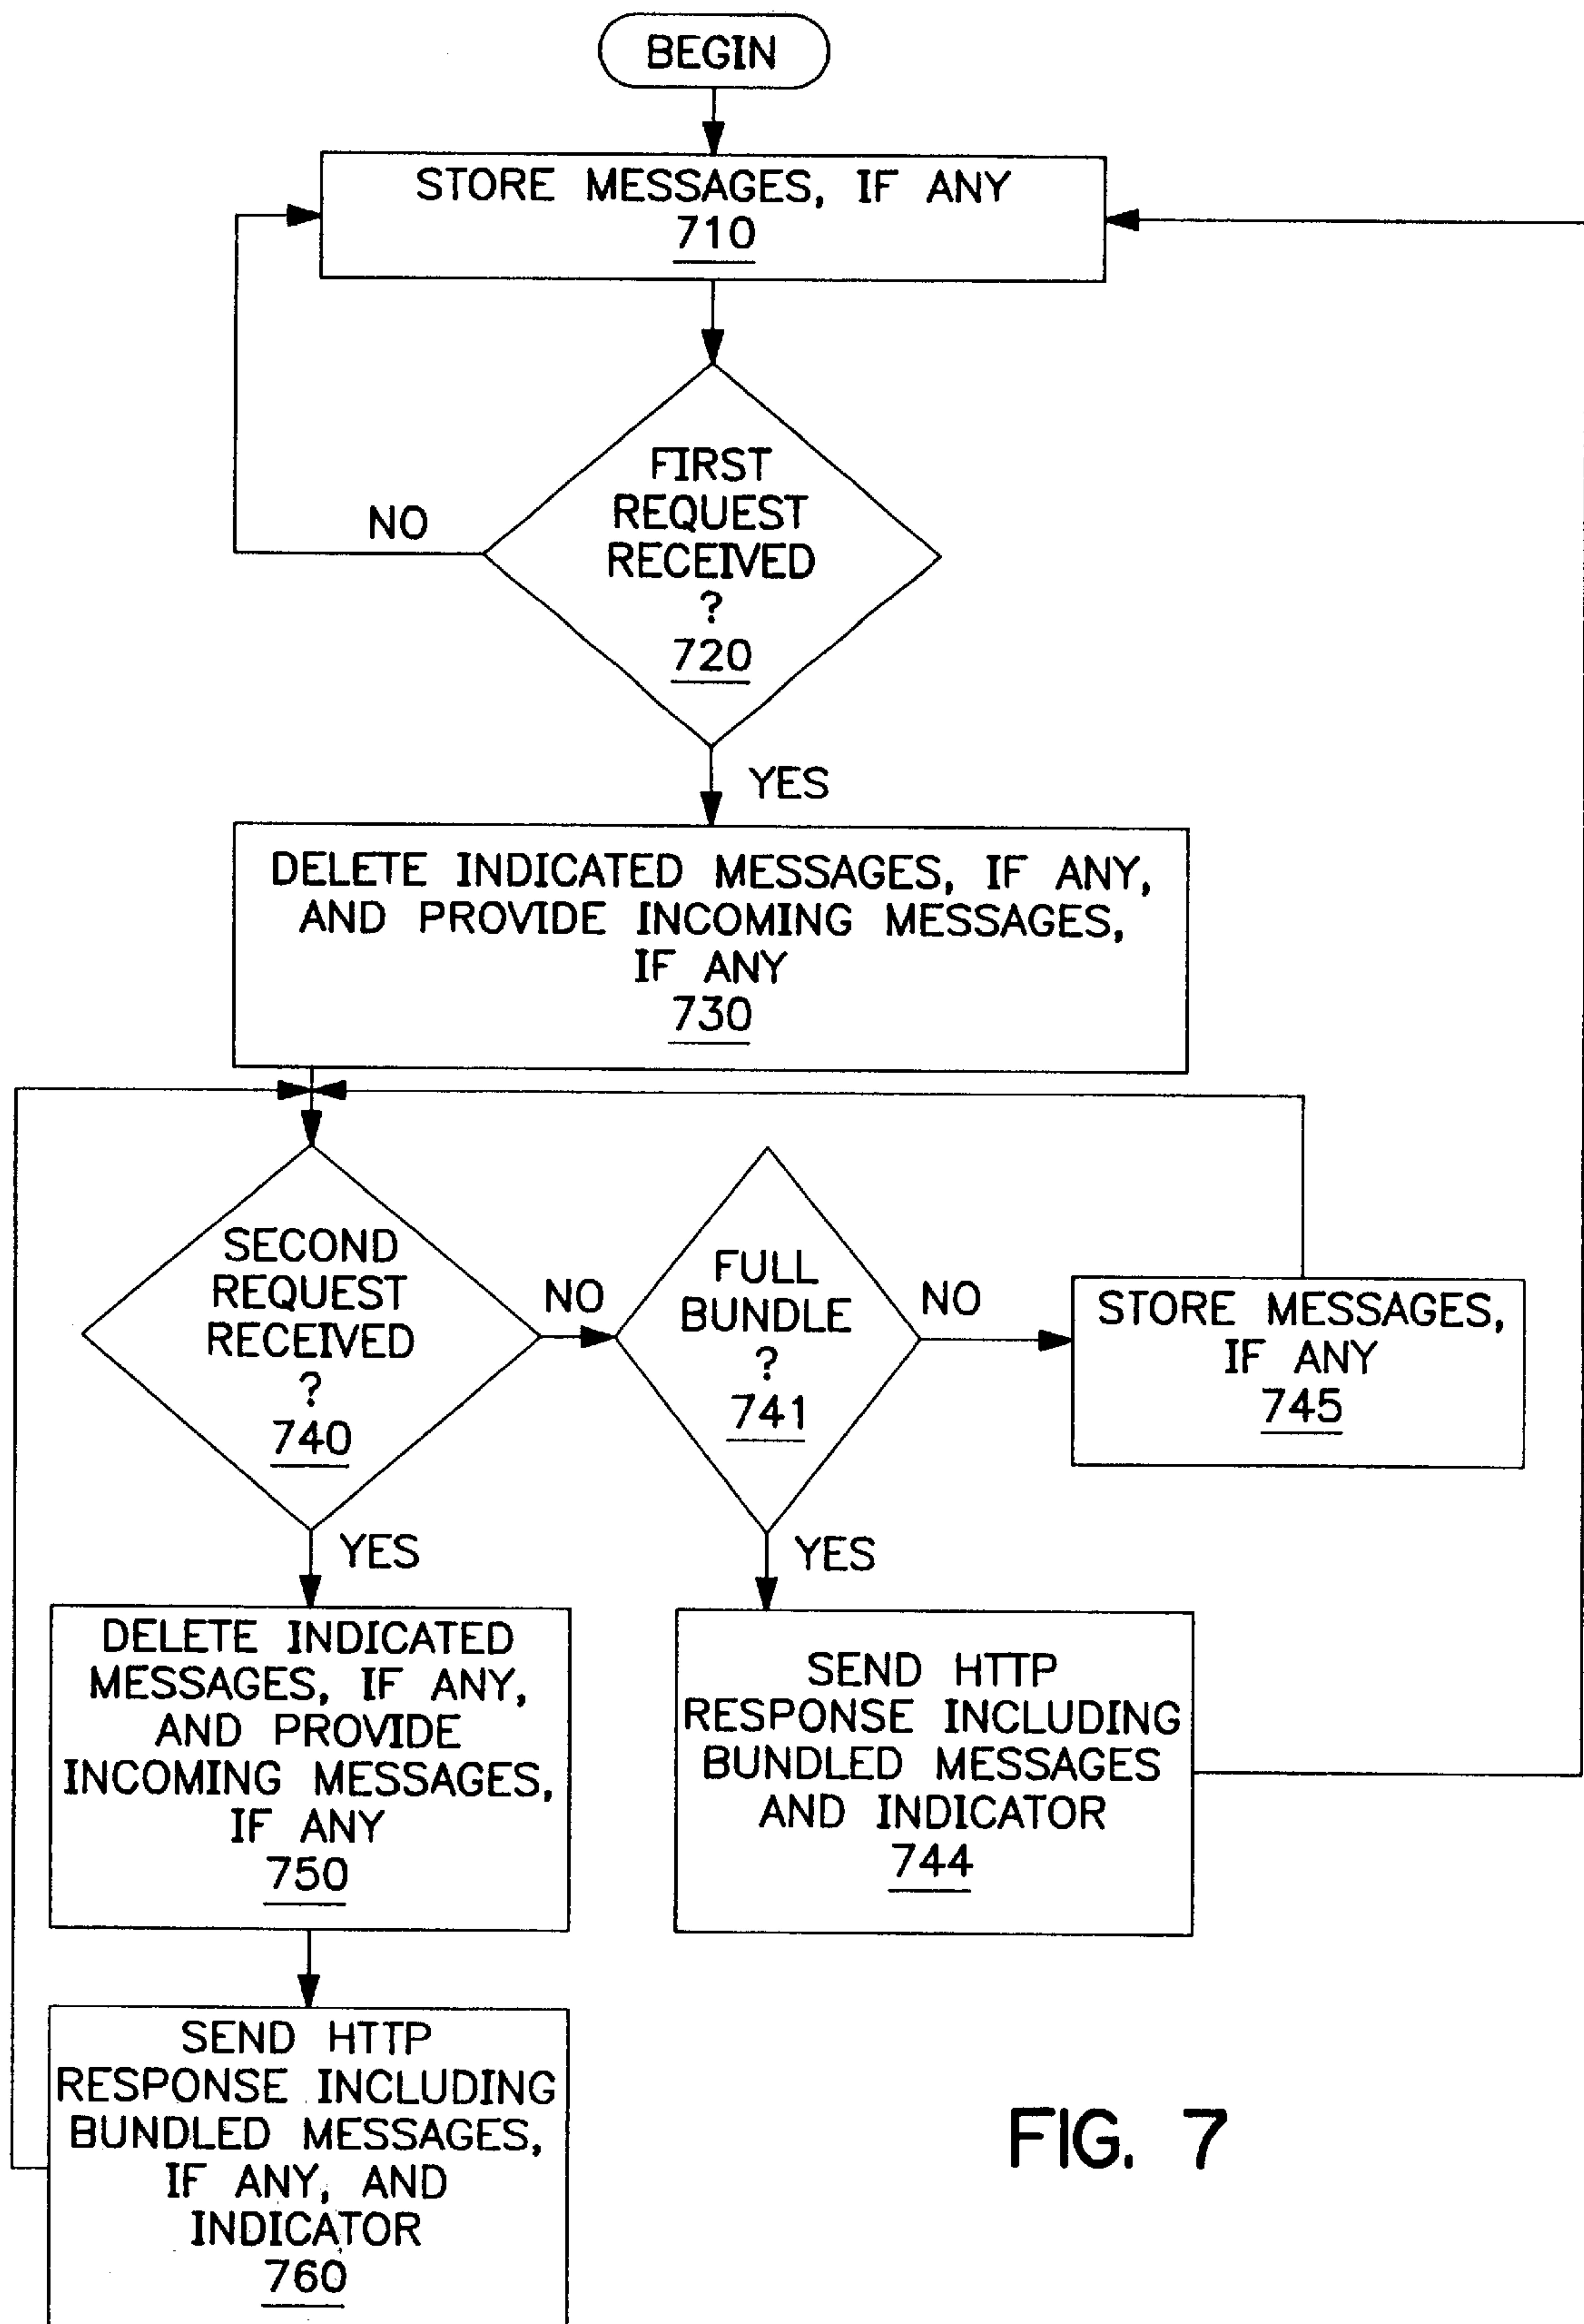 BEGIN
STORE MESSAGES, IF ANY
710
FIRST
REQUEST
RECEIVED
?
720
NO
YES
DELETE INDICATED MESSAGES, IF ANY,
AND PROVIDE INCOMING MESSAGES,
IF ANY
730
SECOND
REQUEST
RECEIVED
?
740
NO
FULL
BUNDLE
?
741
NO
STORE MESSAGES,
IF ANY
745
YES
YES
DELETE INDICATED
MESSAGES, IF ANY,
AND PROVIDE
INCOMING MESSAGES,
IF ANY
750
SEND HTTP
RESPONSE INCLUDING
BUNDLED MESSAGES
AND INDICATOR
744
SEND HTTP
RESPONSE INCLUDING
BUNDLED MESSAGES,
IF ANY, AND
INDICATOR
760
FIG. 7